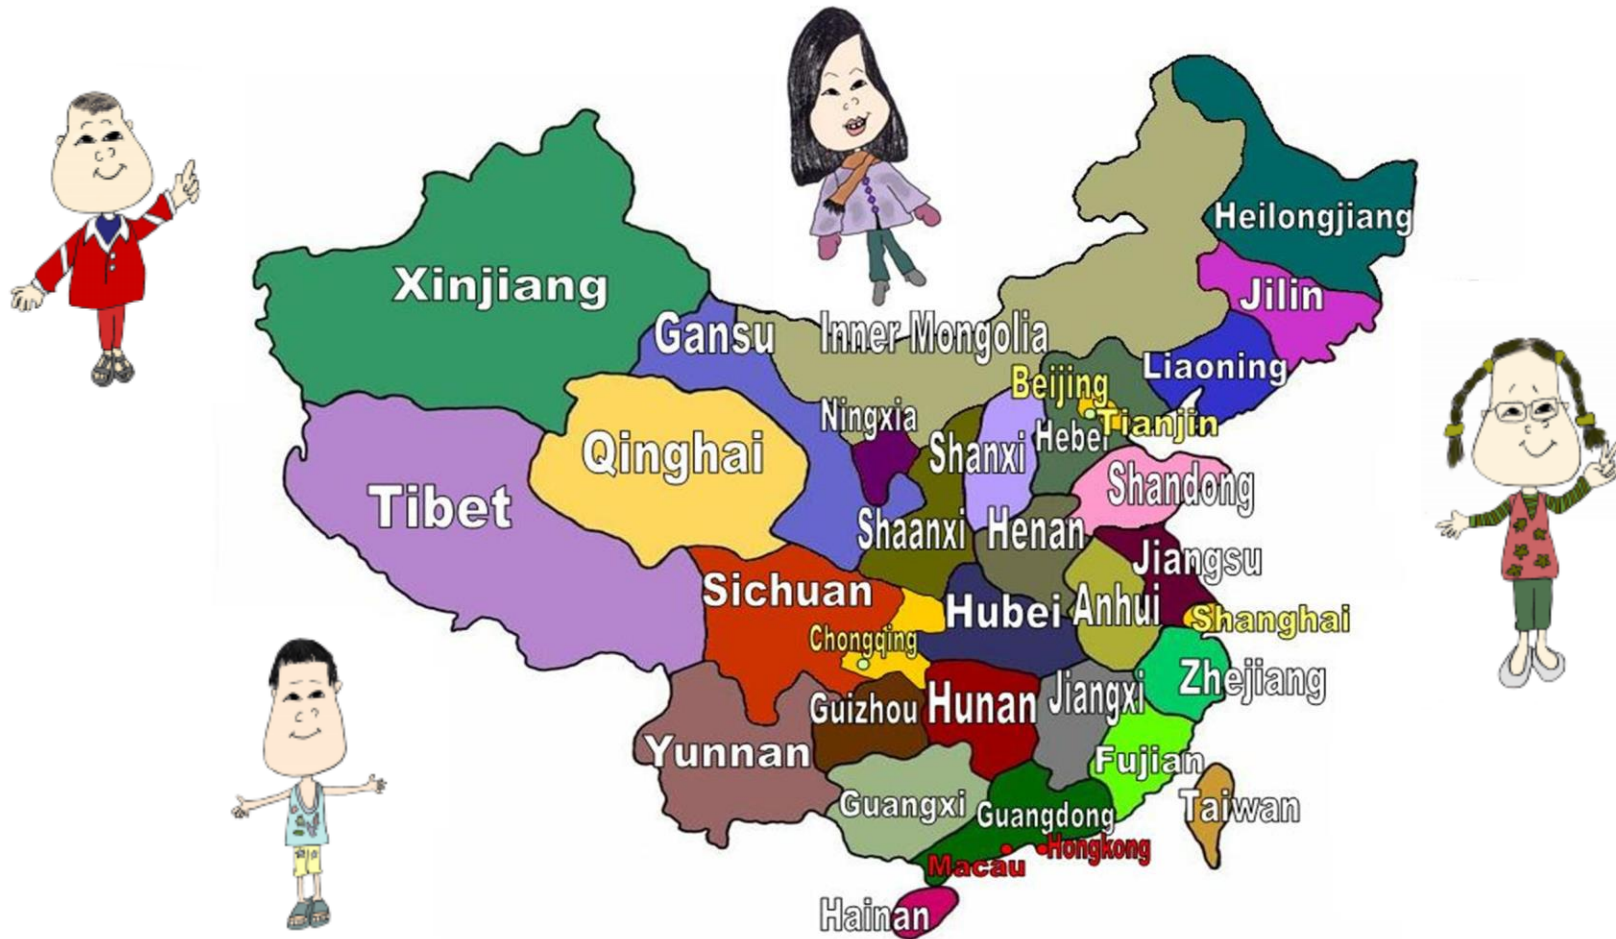 Heilongjiang
Xinjiang
Jilin
Gansu
Inner Mongolia
Liaoning
Beijing
Ningxia
Tianjin
Qinghai
Shanxi
Hebei
Shandong
Tibet
Shaanxi
Henan
Jiangsu
Sichuan
Hubei
Anhui
Shanghai
Chongqing
Zhejiang
Guizhou
Hunan
Jiangxi
Yunnan
Fujian
Guangxi
Guangdong
Taiwan
Hongkong
Macau
Hainan